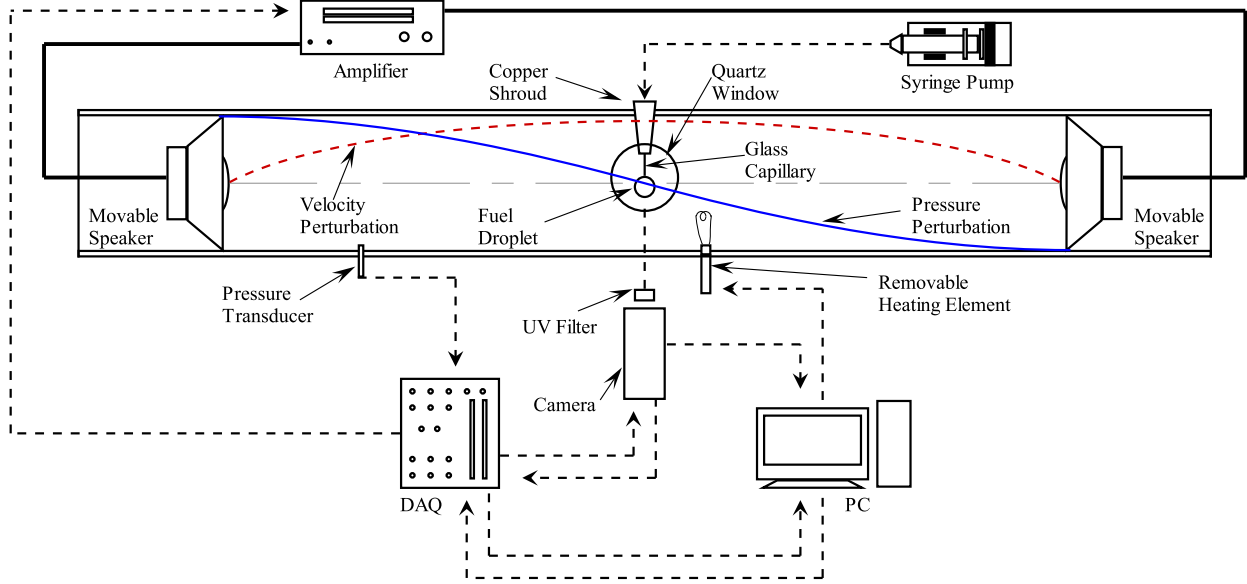 Amplifier
Syringe Pump
Copper
Shroud
Quartz
Window
Glass
Capillary
Movable
Speaker
Velocity
Perturbation
Fuel
Droplet
Pressure
Perturbation
Movable
Speaker
Pressure
Transducer
UV Filter
Removable
Heating Element
Camera
DAQ
PC